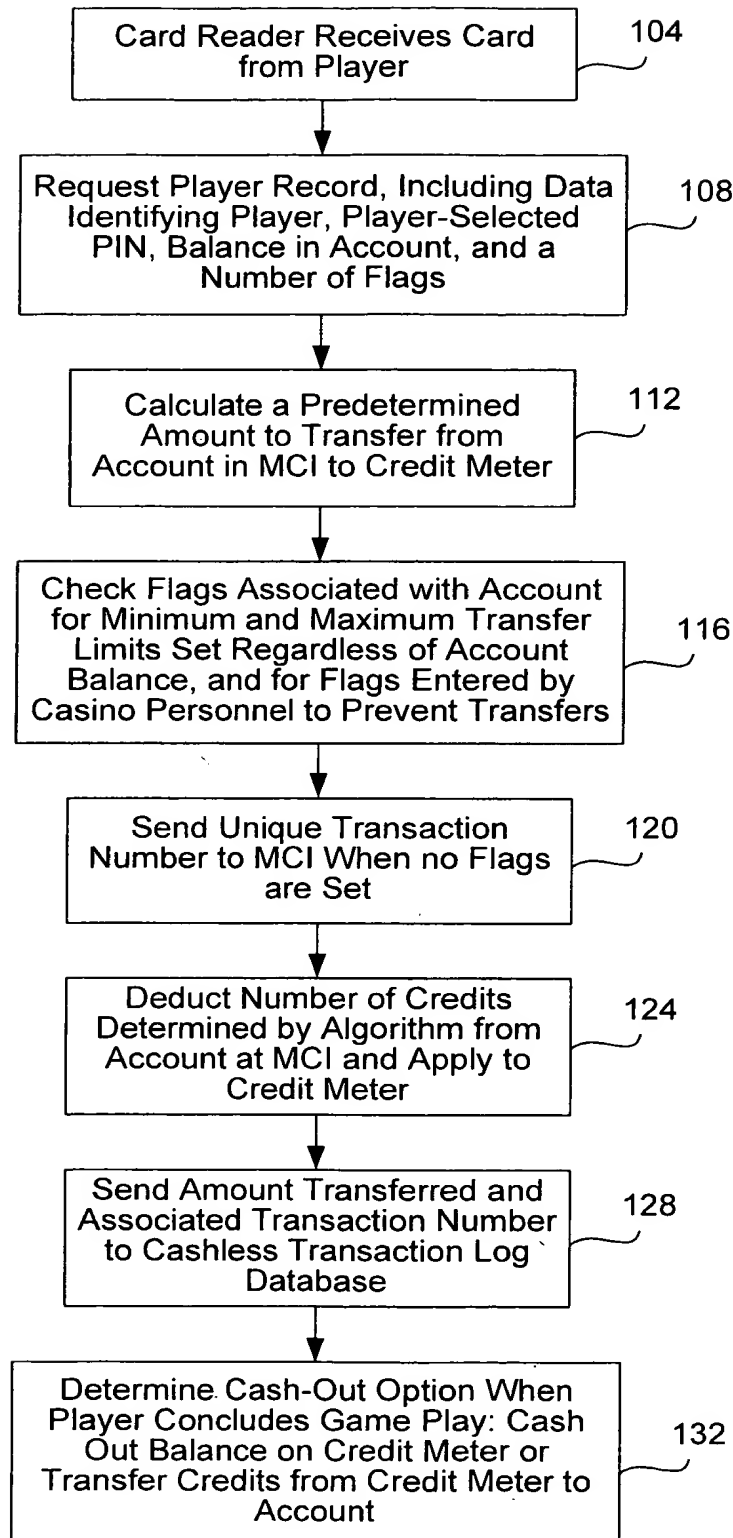 Card Reader Receives Card
from Player
104
Request Player Record, Including Data
Identifying Player, Player-Selected
PIN, Balance in Account, and a
Number of Flags
108
Calculate a Predetermined
Amount to Transfer from
Account in MCI to Credit Meter
112
Check Flags Associated with Account
for Minimum and Maximum Transfer
Limits Set Regardless of Account
Balance, and for Flags Entered by
Casino Personnel to Prevent Transfers
116
Send Unique Transaction
Number to MCI When no Flags
are Set
120
Deduct Number of Credits
Determined by Algorithm from
Account at MCI and Apply to
Credit Meter
124
Send Amount Transferred and
Associated Transaction Number
to Cashless Transaction Log
Database
128
Determine Cash-Out Option When
Player Concludes Game Play: Cash
Out Balance on Credit Meter or
Transfer Credits from Credit Meter to
Account
132